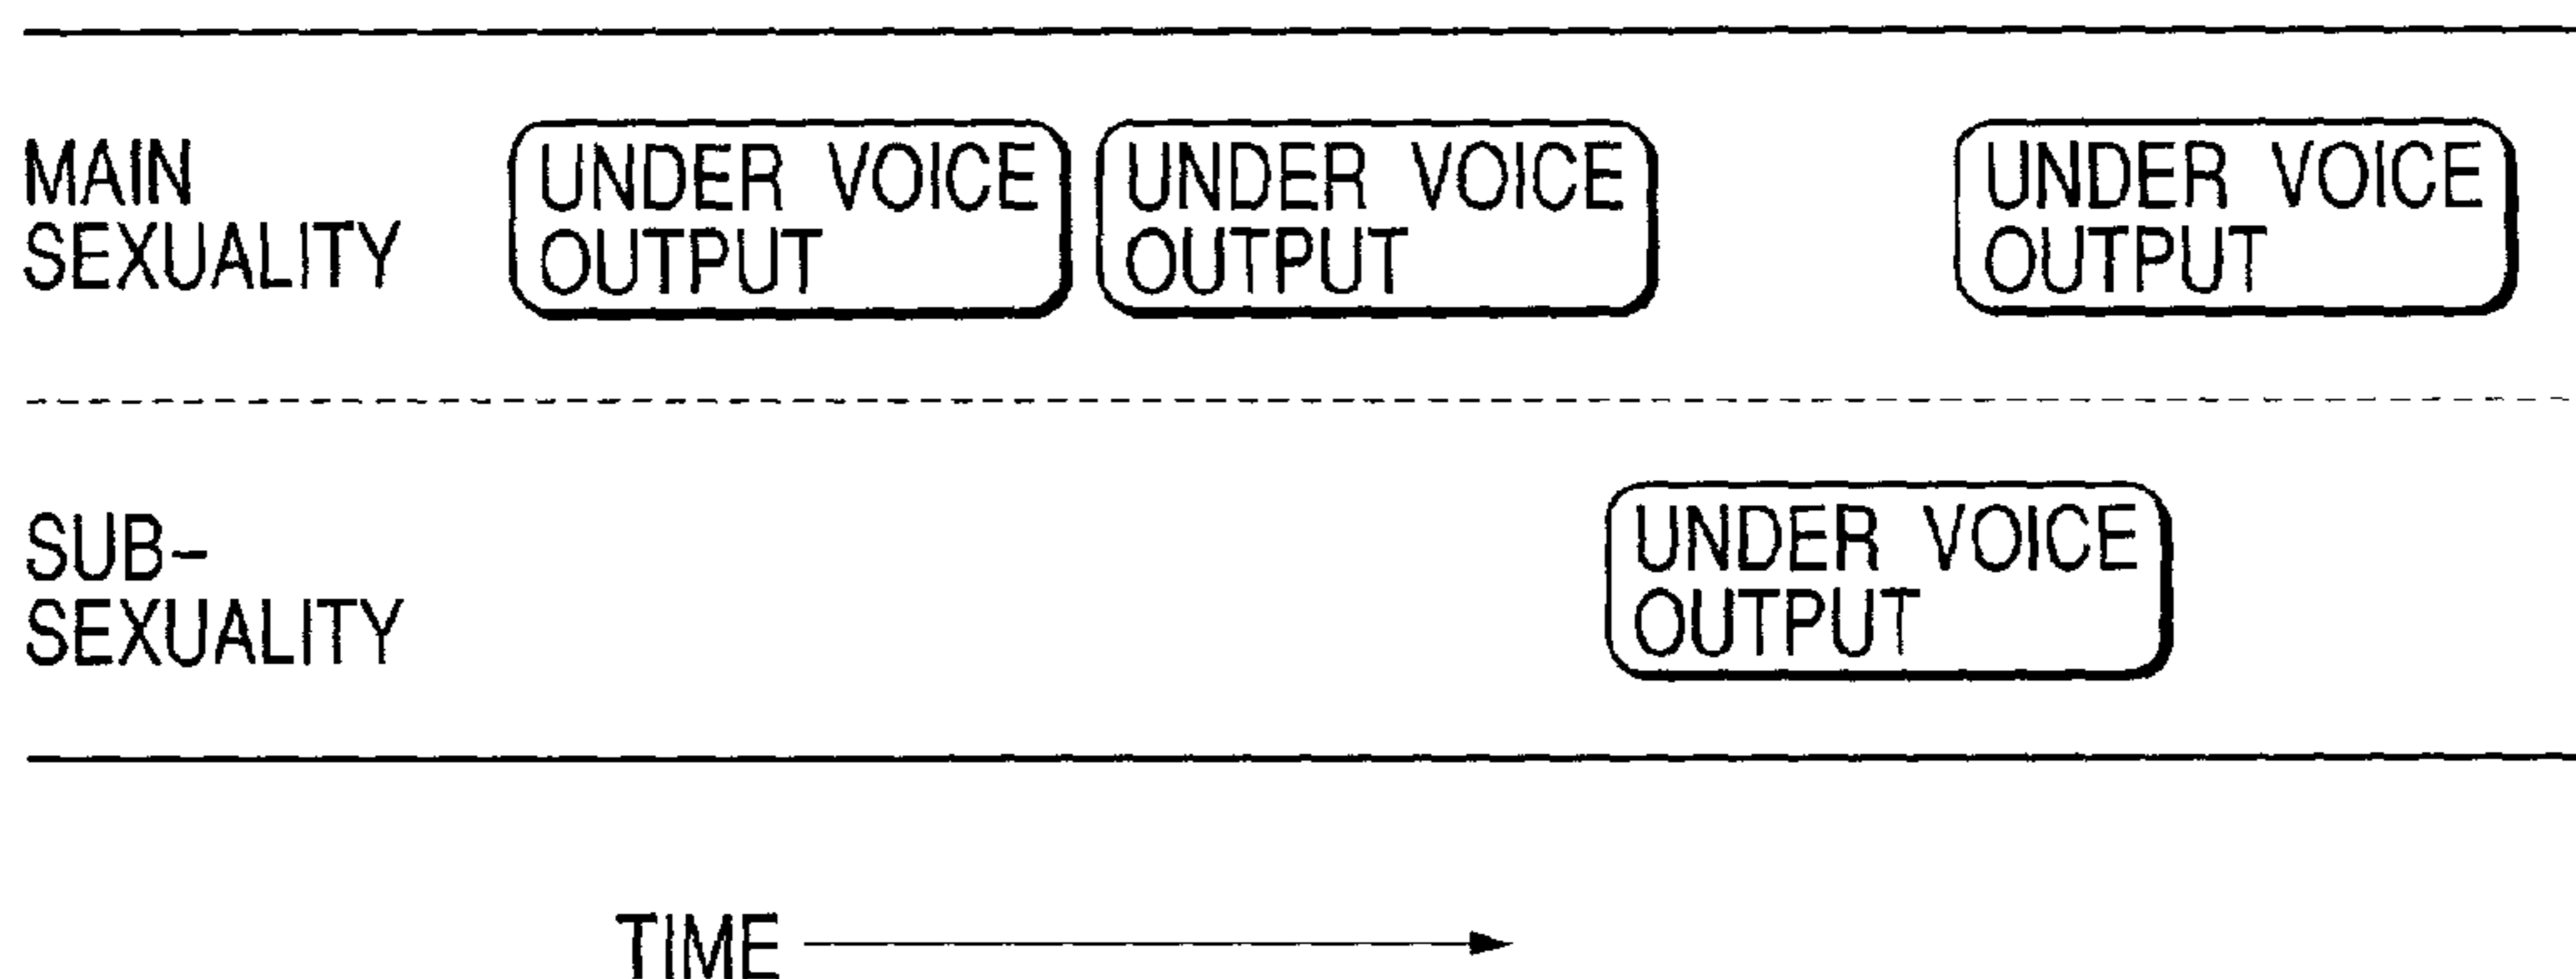 MAIN
SEXUALITY
UNDER VOICE
OUTPUT
UNDER VOICE
OUTPUT
UNDER VOICE
OUTPUT
SUB-
SEXUALITY
UNDER VOICE
OUTPUT
TIME